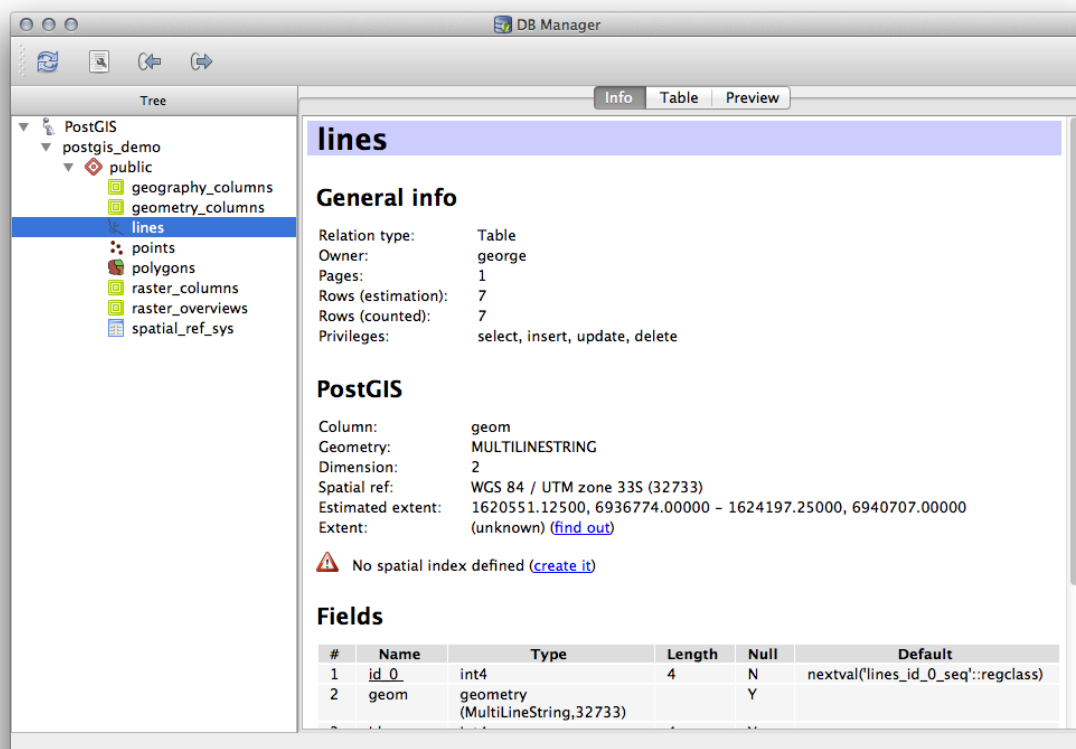 DB Manager
Tree
Info Table Preview
PostGIS
postgis_demo
public
geography_columns
geometry_columns
lines
points
polygons
raster_columns
raster_overviews
spatial_ref_sys
lines
General info
Relation type: Table
Owner: george
Pages: 1
Rows (estimation): 7
Rows (counted): 7
Privileges: select, insert, update, delete
PostGIS
Column: geom
Geometry: MULTILINESTRING
Dimension: 2
Spatial ref: WGS 84 / UTM zone 33S (32733)
Estimated extent: 1620551.12500, 6936774.00000 - 1624197.25000, 6940707.00000
Extent: (unknown) (find out)
No spatial index defined (create it)
Fields
# Name Type Length Null Default
1 id_0 int4 4 N nextval('lines_id_0_seq'::regclass)
2 geom geometry Y
(MultiLineString,32733)